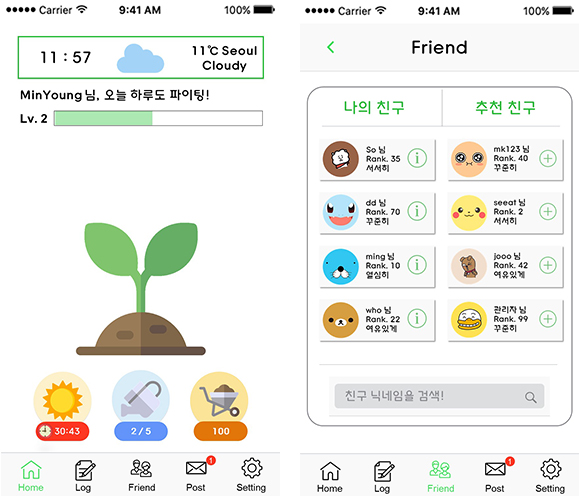 Carrier 9:41 AM 100%
11 : 57
11℃ Seoul
Cloudy
MinYoung 님, 오늘 하루도 파이팅!
Lv. 2
30:43
2 / 5
100
Home Log Friend Post Setting
1
Carrier 9:41 AM 100%
Friend
나의 친구
추천 친구
So 님
Rank. 35
서서히
mk123 님
Rank. 40
꾸준히
dd 님
Rank. 70
꾸준히
seeat 님
Rank. 2
서서히
ming 님
Rank. 10
열심히
jooo 님
Rank. 42
여유있게
who 님
Rank. 22
여유있게
관리자 님
Rank. 99
꾸준히
친구 닉네임을 검색!
Home Log Friend Post Setting
1